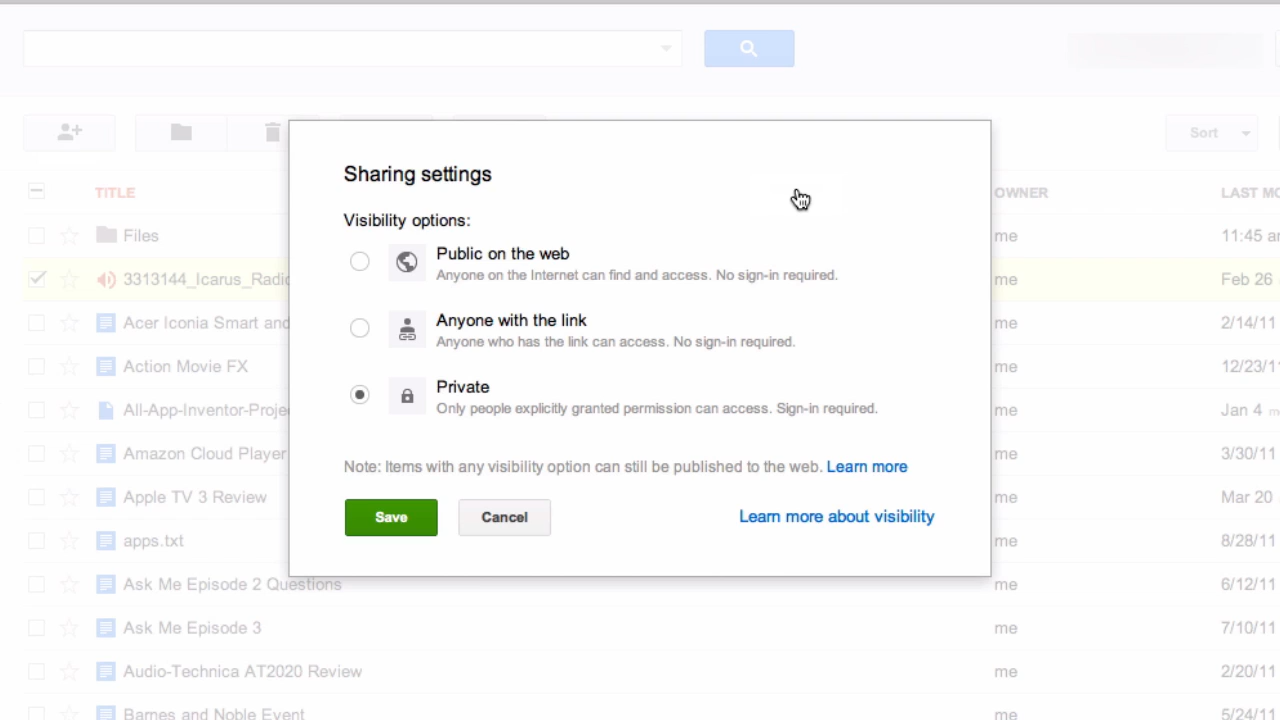 Sort
TITLE
OWNER
LAST MO
Files
me
11:45 am
3313144_Icarus_Radio
me
Feb 26
Acer Iconia Smart and
me
2/14/11
Action Movie FX
me
12/23/11
All-App-Inventor-Proje
me
Jan 4
Amazon Cloud Player
me
3/30/11
Apple TV 3 Review
me
Mar 20
apps.txt
me
8/28/11
Ask Me Episode 2 Questions
me
6/12/11
Ask Me Episode 3
me
7/10/11
Audio-Technica AT2020 Review
me
2/20/11
Barnes and Noble Event
me
5/24/11
Sharing settings
Visibility options:
Public on the web
Anyone on the Internet can find and access. No sign-in required.
Anyone with the link
Anyone who has the link can access. No sign-in required.
Private
Only people explicitly granted permission can access. Sign-in required.
Note: Items with any visibility option can still be published to the web. Learn more
Save
Cancel
Learn more about visibility